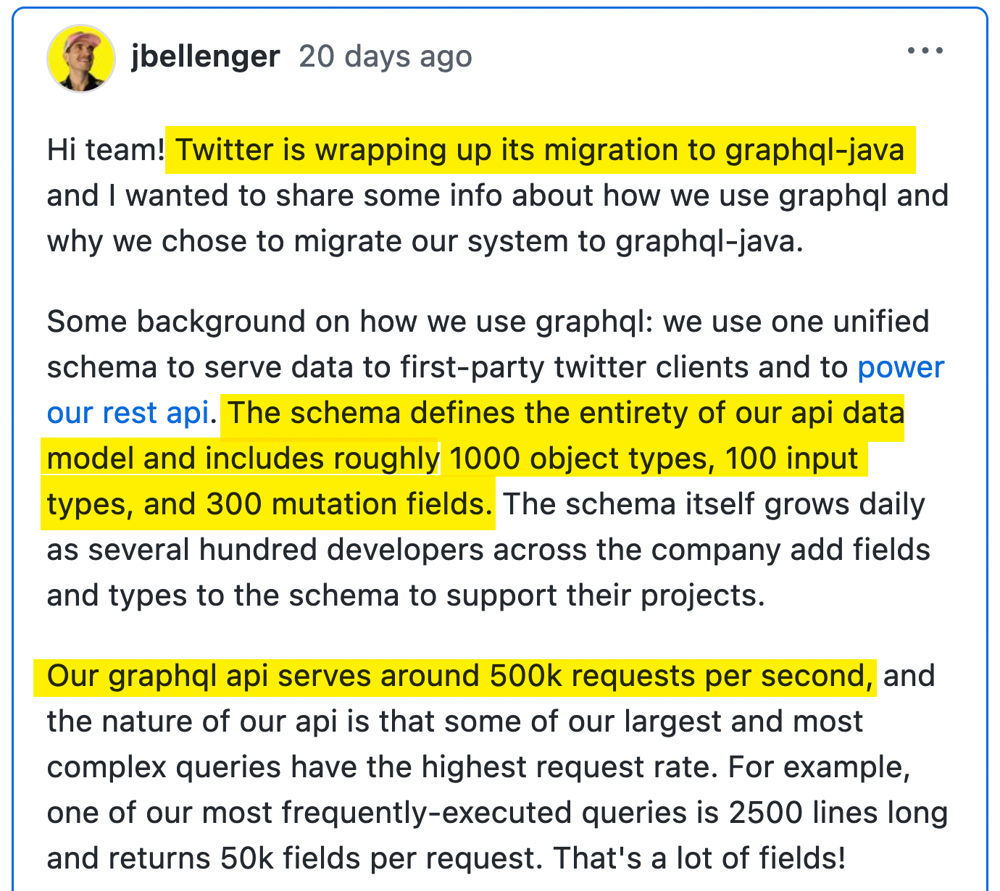 jbellenger 20 days ago
Hi team! Twitter is wrapping up its migration to graphql-java
and I wanted to share some info about how we use graphql and
why we chose to migrate our system to graphql-java.
Some background on how we use graphql: we use one unified
schema to serve data to first-party twitter clients and to power
our rest api. The schema defines the entirety of our api data
model and includes roughly 1000 object types, 100 input
types, and 300 mutation fields. The schema itself grows daily
as several hundred developers across the company add fields
and types to the schema to support their projects.
Our graphql api serves around 500k requests per second, and
the nature of our api is that some of our largest and most
complex queries have the highest request rate. For example,
one of our most frequently-executed queries is 2500 lines long
and returns 50k fields per request. That's a lot of fields!